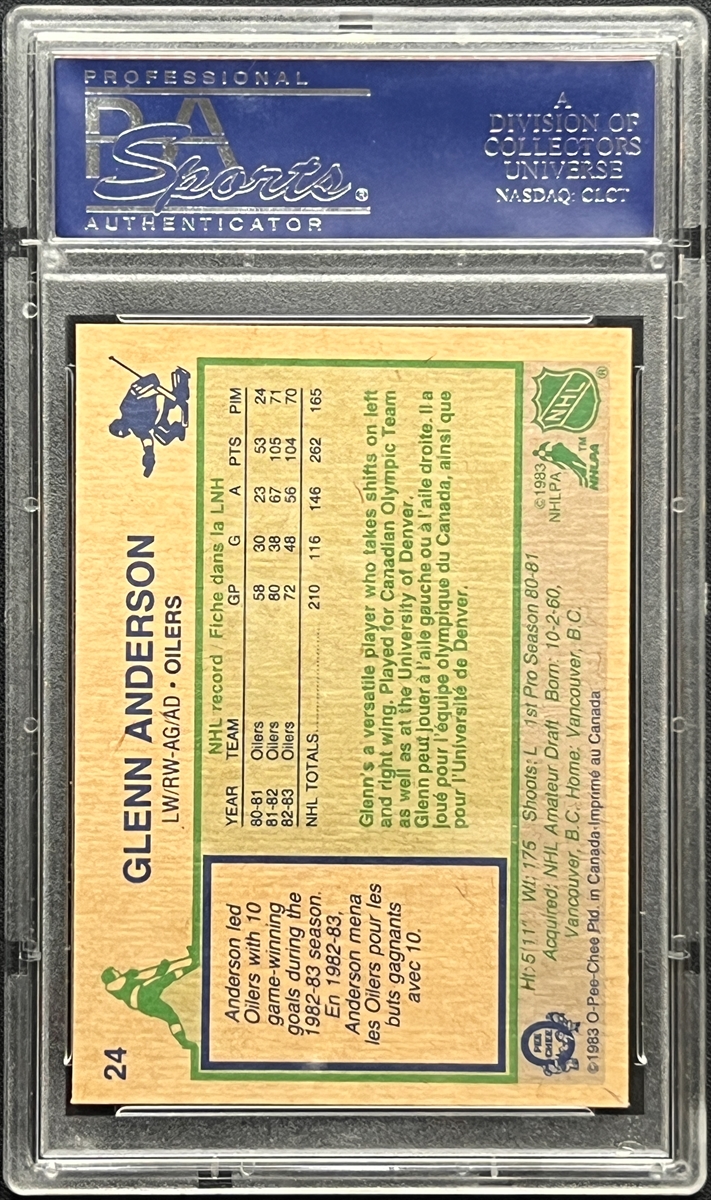 PROFESSIONAL
PSA
Sports®
AUTHENTICATOR
A
DIVISION OF
COLLECTORS
UNIVERSE
NASDAQ: CLCT
24
GLENN ANDERSON
LW/RW-AG/AD • OILERS
Anderson led
Oilers with 10
game-winning
goals during the
1982-83 season.
En 1982-83,
Anderson mena
les Oilers pour les
buts gagnants
avec 10.
NHL record / Fiche dans la LNH
YEAR TEAM GP G A PTS PIM
80-81 Oilers 58 30 23 53 24
81-82 Oilers 80 38 67 105 71
82-83 Oilers 72 48 56 104 70
NHL TOTALS 210 116 146 262 165
Glenn's a versatile player who takes shifts on left
and right wing. Played for Canadian Olympic Team
as well as at the University of Denver.
Glenn peut jouer à l'aile gauche ou à l'aile droite. Il a
joué pour l'équipe olympique du Canada, ainsi que
pour l'Université de Denver.
Ht: 5'11" Wt: 175 Shoots: L 1st Pro Season 80-81
Acquired: NHL Amateur Draft Born: 10-2-60,
Vancouver, B.C. Home: Vancouver, B.C.
O
PEE
CHEE
©1983 O-Pee-Chee Ptd. in Canada-Imprimé au Canada
©1983
NHLPA
NHLPA
TM
NHL
®